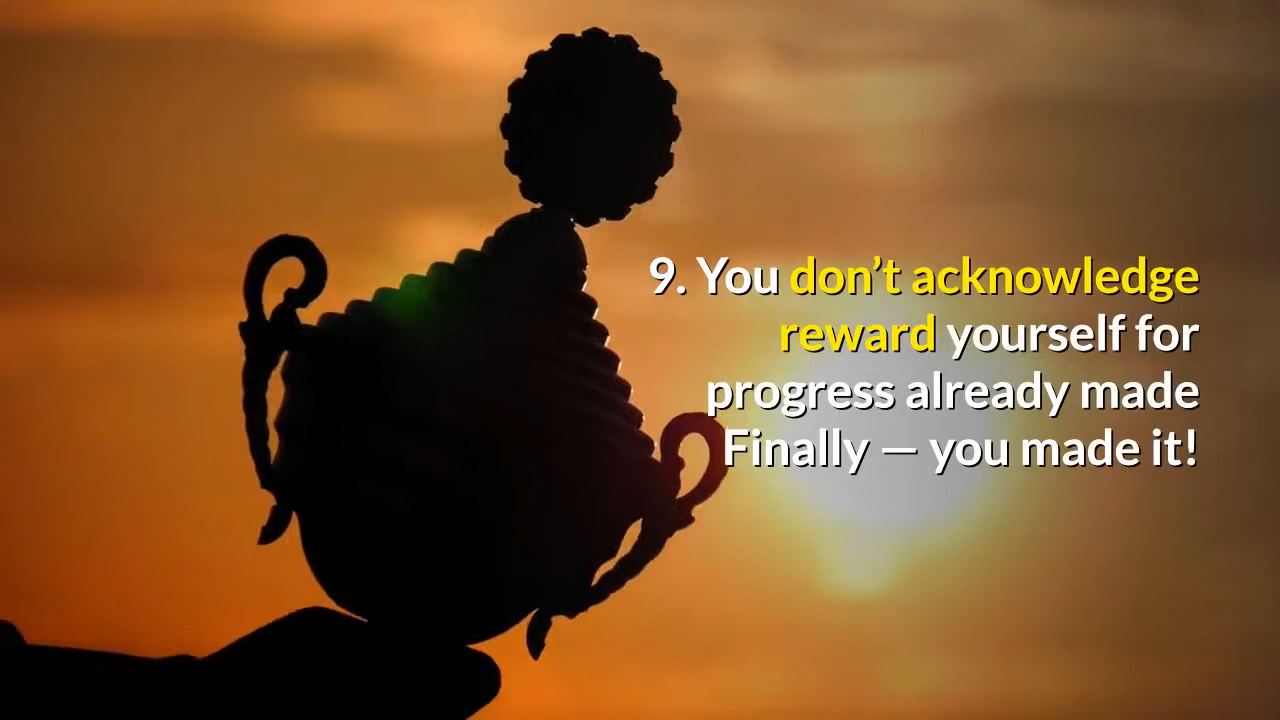 9. You don’t acknowledge
reward yourself for
progress already made
Finally — you made it!